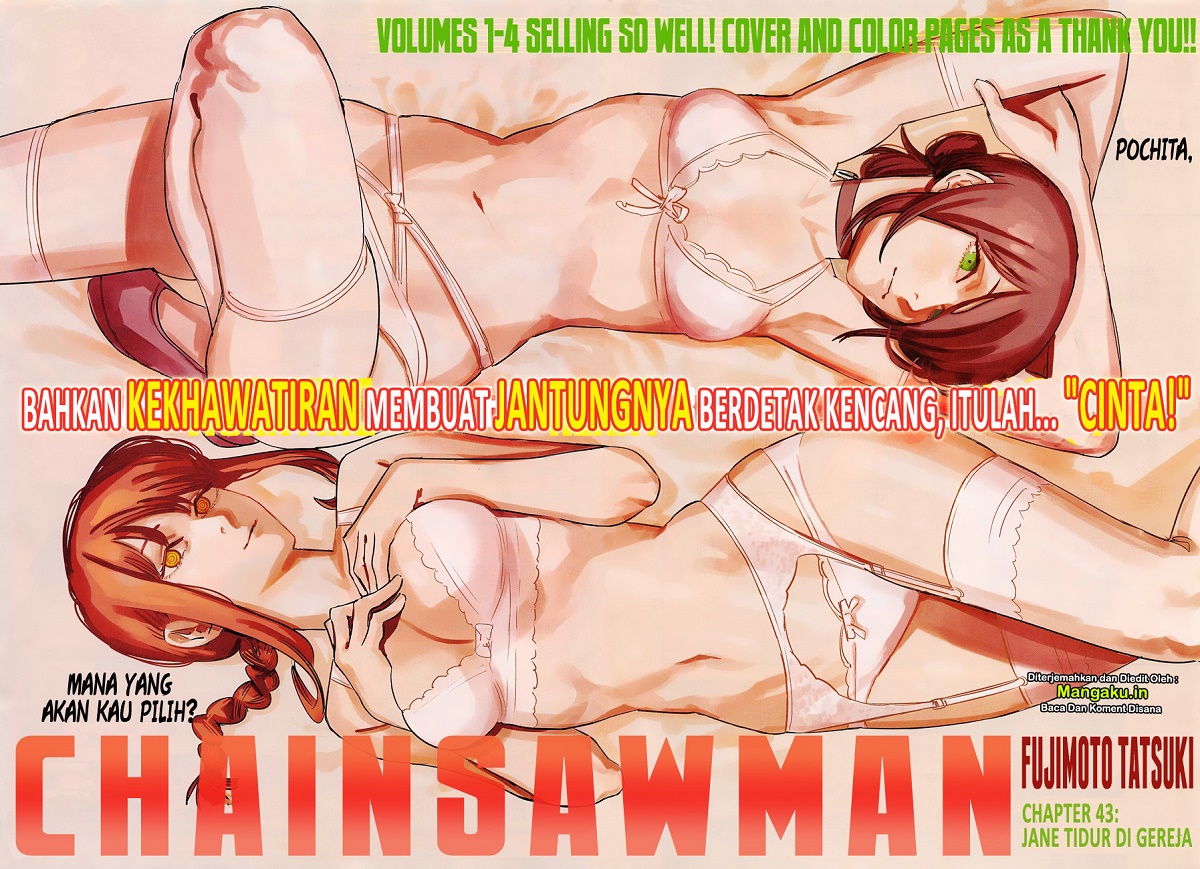 VOLUMES 1-4 SELLING SO WELL! COVER AND COLOR PAGES AS A THANK YOU!!
POCHITA,
BAHKAN KEKHAWATIRAN MEMBUAT JANTUNGNYA BERDETAK KENCANG, ITULAH... "CINTA!"
MANA YANG
AKAN KAU PILIH?
Diterjemahkan dan Diedit Oleh :
Mangaku.in
Baca Dan Koment Disana
CHAINSAWMAN
FUJIMOTO TATSUKI
CHAPTER 43:
JANE TIDUR DI GEREJA